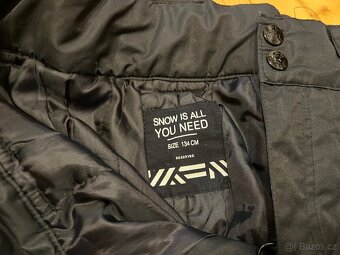 SNOW IS ALL
YOU NEED
SIZE 134 CM
RESERVED
bazos.cz